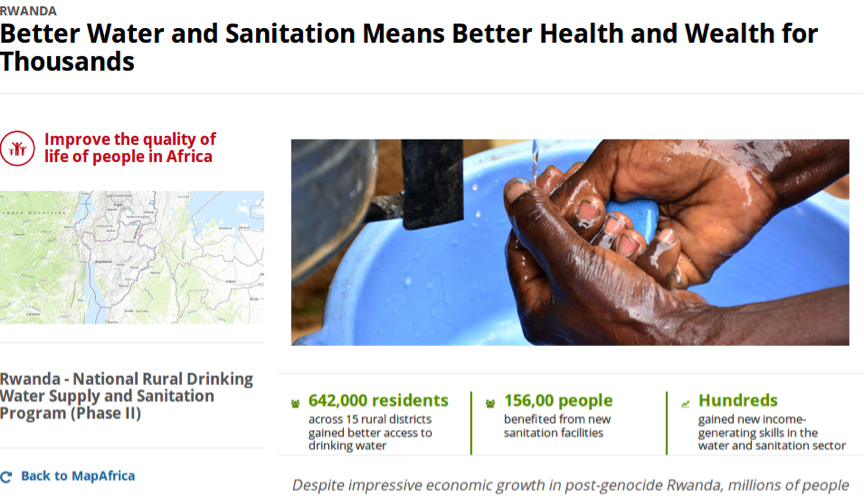 RWANDA
Better Water and Sanitation Means Better Health and Wealth for
Thousands
Improve the quality of
life of people in Africa
Rwanda - National Rural Drinking
Water Supply and Sanitation
Program (Phase II)
Back to MapAfrica
642,000 residents
across 15 rural districts
gained better access to
drinking water
156,00 people
benefited from new
sanitation facilities
Hundreds
gained new income-
generating skills in the
water and sanitation sector
Despite impressive economic growth in post-genocide Rwanda, millions of people